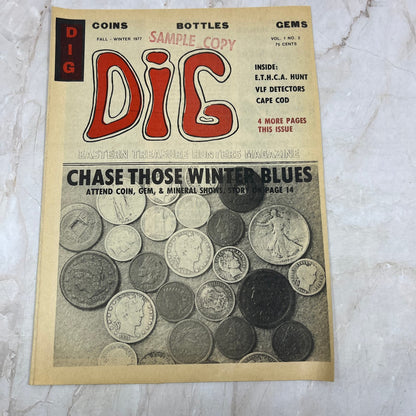 COINS BOTTLES GEMS
DIG
FALL - WINTER 1977
SAMPLE COPY
VOL. 1 NO. 2
75 CENTS
DIG
INSIDE:
E.T.H.C.A. HUNT
VLF DETECTORS
CAPE COD
4 MORE PAGES
THIS ISSUE
EASTERN TREASURE HUNTERS MAGAZINE
CHASE THOSE WINTER BLUES
ATTEND COIN, GEM, & MINERAL SHOWS. STORY ON PAGE 14